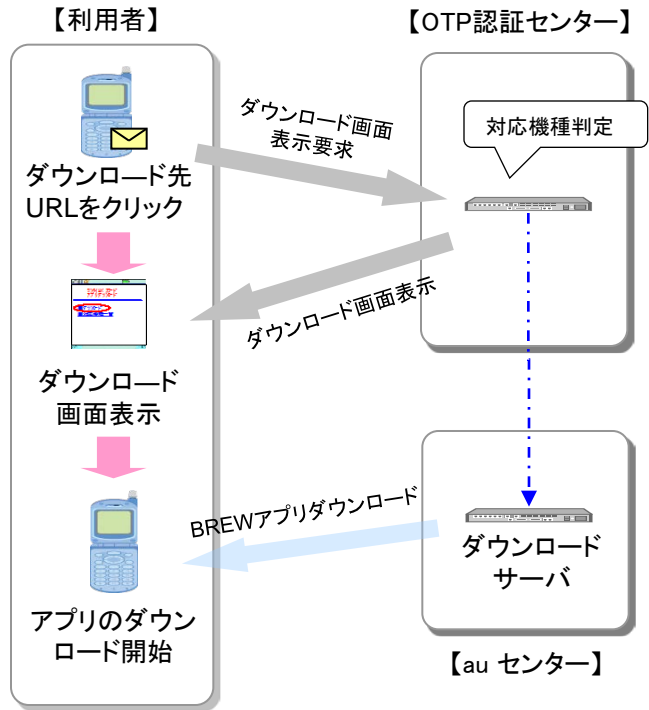 【利用者】
【OTP認証センター】
ダウンロード画面
表示要求
対応機種判定
ダウンロ―ド先
URLをクリック
ダウンロード画面表示
ダウンロ―ド
画面表示
BREWアプリダウンロード
ダウンロード
サーバ
アプリのダウン
ロード開始
【au センター】